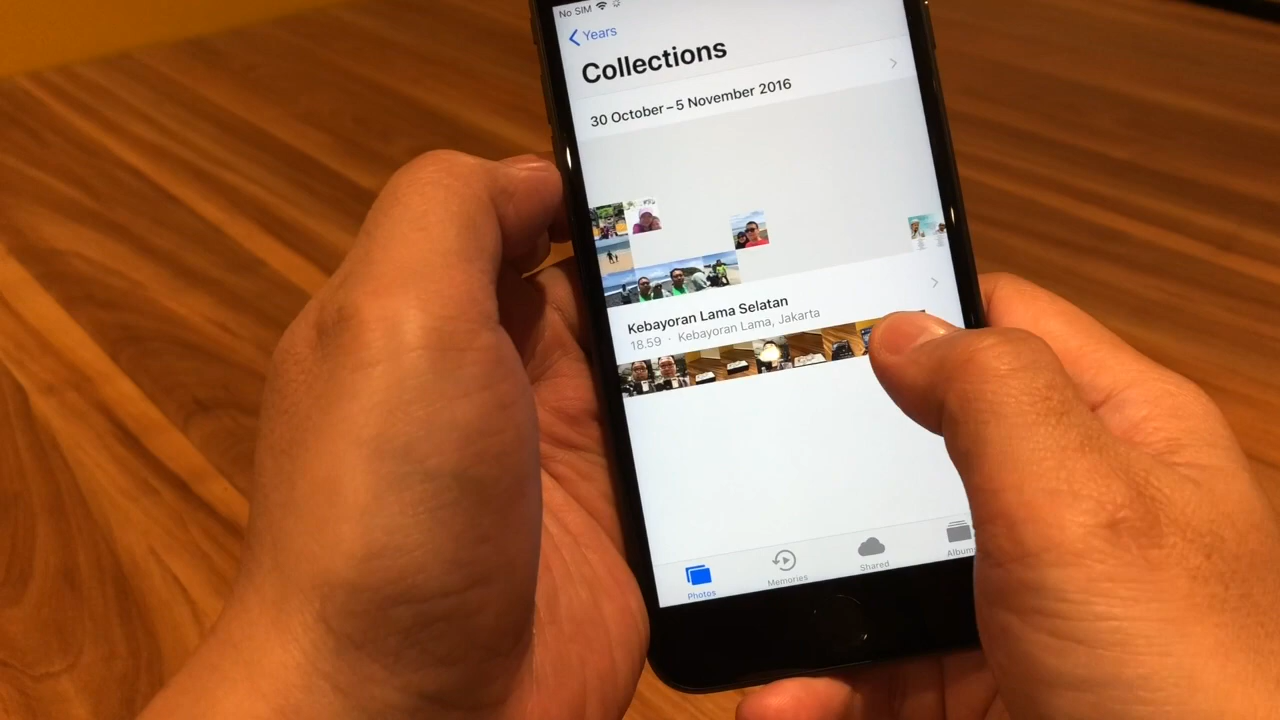 No SIM
Years
Collections
30 October – 5 November 2016
Kebayoran Lama Selatan
18.59 · Kebayoran Lama, Jakarta
Photos
Memories
Shared
Albums